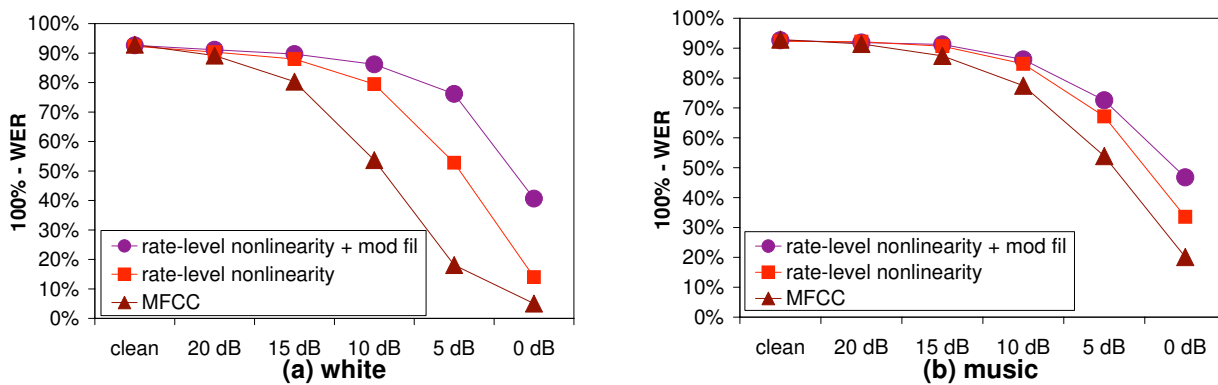 100%
90%
80%
70%
60%
50%
40%
30%
20%
10%
0%
100% - WER
rate-level nonlinearity + mod fil
rate-level nonlinearity
MFCC
clean 20 dB 15 dB 10 dB 5 dB 0 dB
(a) white
100%
90%
80%
70%
60%
50%
40%
30%
20%
10%
0%
100% - WER
rate-level nonlinearity + mod fil
rate-level nonlinearity
MFCC
clean 20 dB 15 dB 10 dB 5 dB 0 dB
(b) music